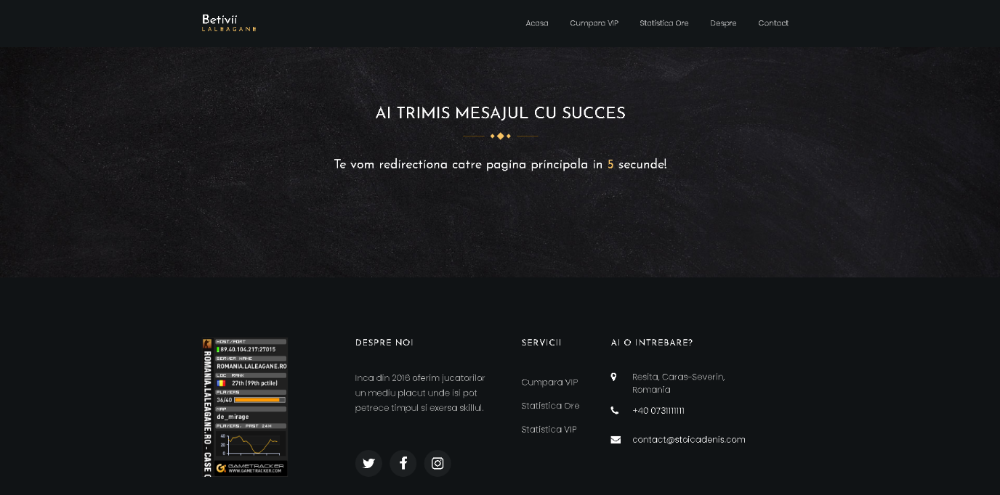 Betivii
LALEAGANE
Acasa Cumpara VIP Statistica Ore Despre Contact
AI TRIMIS MESAJUL CU SUCCES
Te vom redirectiona catre pagina principala in 5 secunde!
HOST/PORT
89.40.104.217:27015
SERVER NAME
ROMANIA.LALEAGANE.RO
LOC RANK
27th (99th pctile)
PLAYERS
36/40
MAP
de_mirage
PLAYERS, PAST 24H
40
20
0
GAMETRACKER
WWW.GAMETRACKER.COM
ROMANIA.LALEAGANE.RO - CASE
DESPRE NOI
Inca din 2016 oferim jucatorilor
un mediu placut unde isi pot
petrece timpul si exersa skillul.
SERVICII
Cumpara VIP
Statistica Ore
Statistica VIP
AI O INTREBARE?
Resita, Caras-Severin,
Romania
+40 0731111111
contact@stoicadenis.com